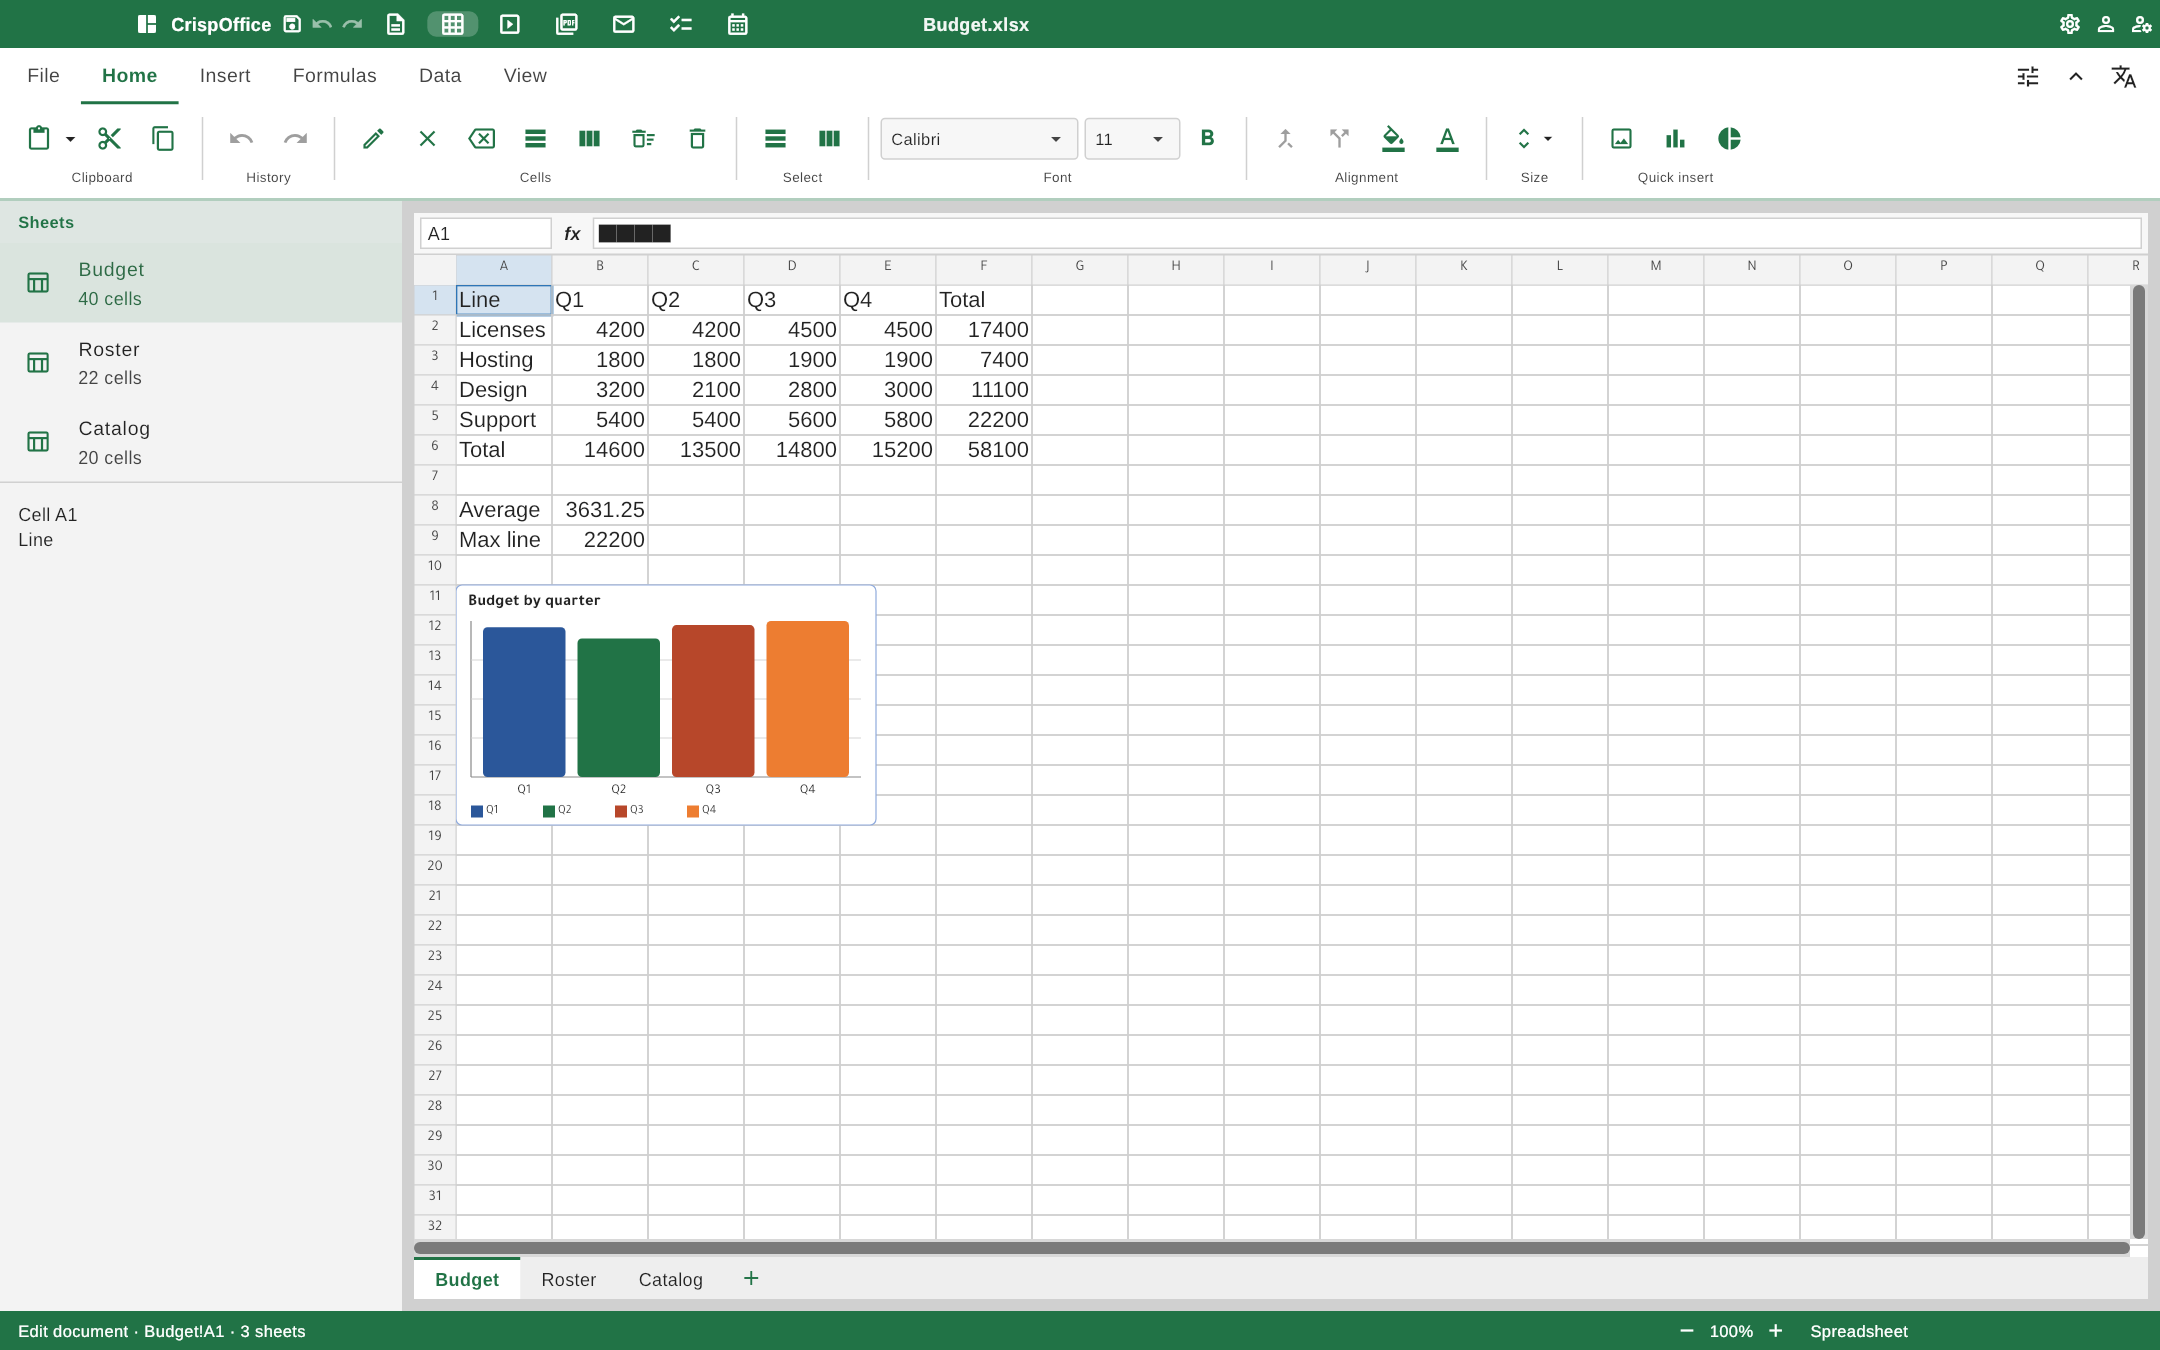 CrispOffice
Budget.xlsx
File Home Insert Formulas Data View
Calibri 11 B A
Clipboard History Cells Select Font Alignment Size Quick insert
Sheets
Budget
40 cells
Roster
22 cells
Catalog
20 cells
Cell A1
Line
A1 fx
A B C D E F G H I J K L M N O P Q R
1 Line Q1 Q2 Q3 Q4 Total
2 Licenses 4200 4200 4500 4500 17400
3 Hosting 1800 1800 1900 1900 7400
4 Design 3200 2100 2800 3000 11100
5 Support 5400 5400 5600 5800 22200
6 Total 14600 13500 14800 15200 58100
7
8 Average 3631.25
9 Max line 22200
10
11
12
13
14
15
16
17
18
19
20
21
22
23
24
25
26
27
28
29
30
31
32
Budget by quarter
Q1 Q2 Q3 Q4
Q1 Q2 Q3 Q4
Budget Roster Catalog +
Edit document · Budget!A1 · 3 sheets
− 100% + Spreadsheet